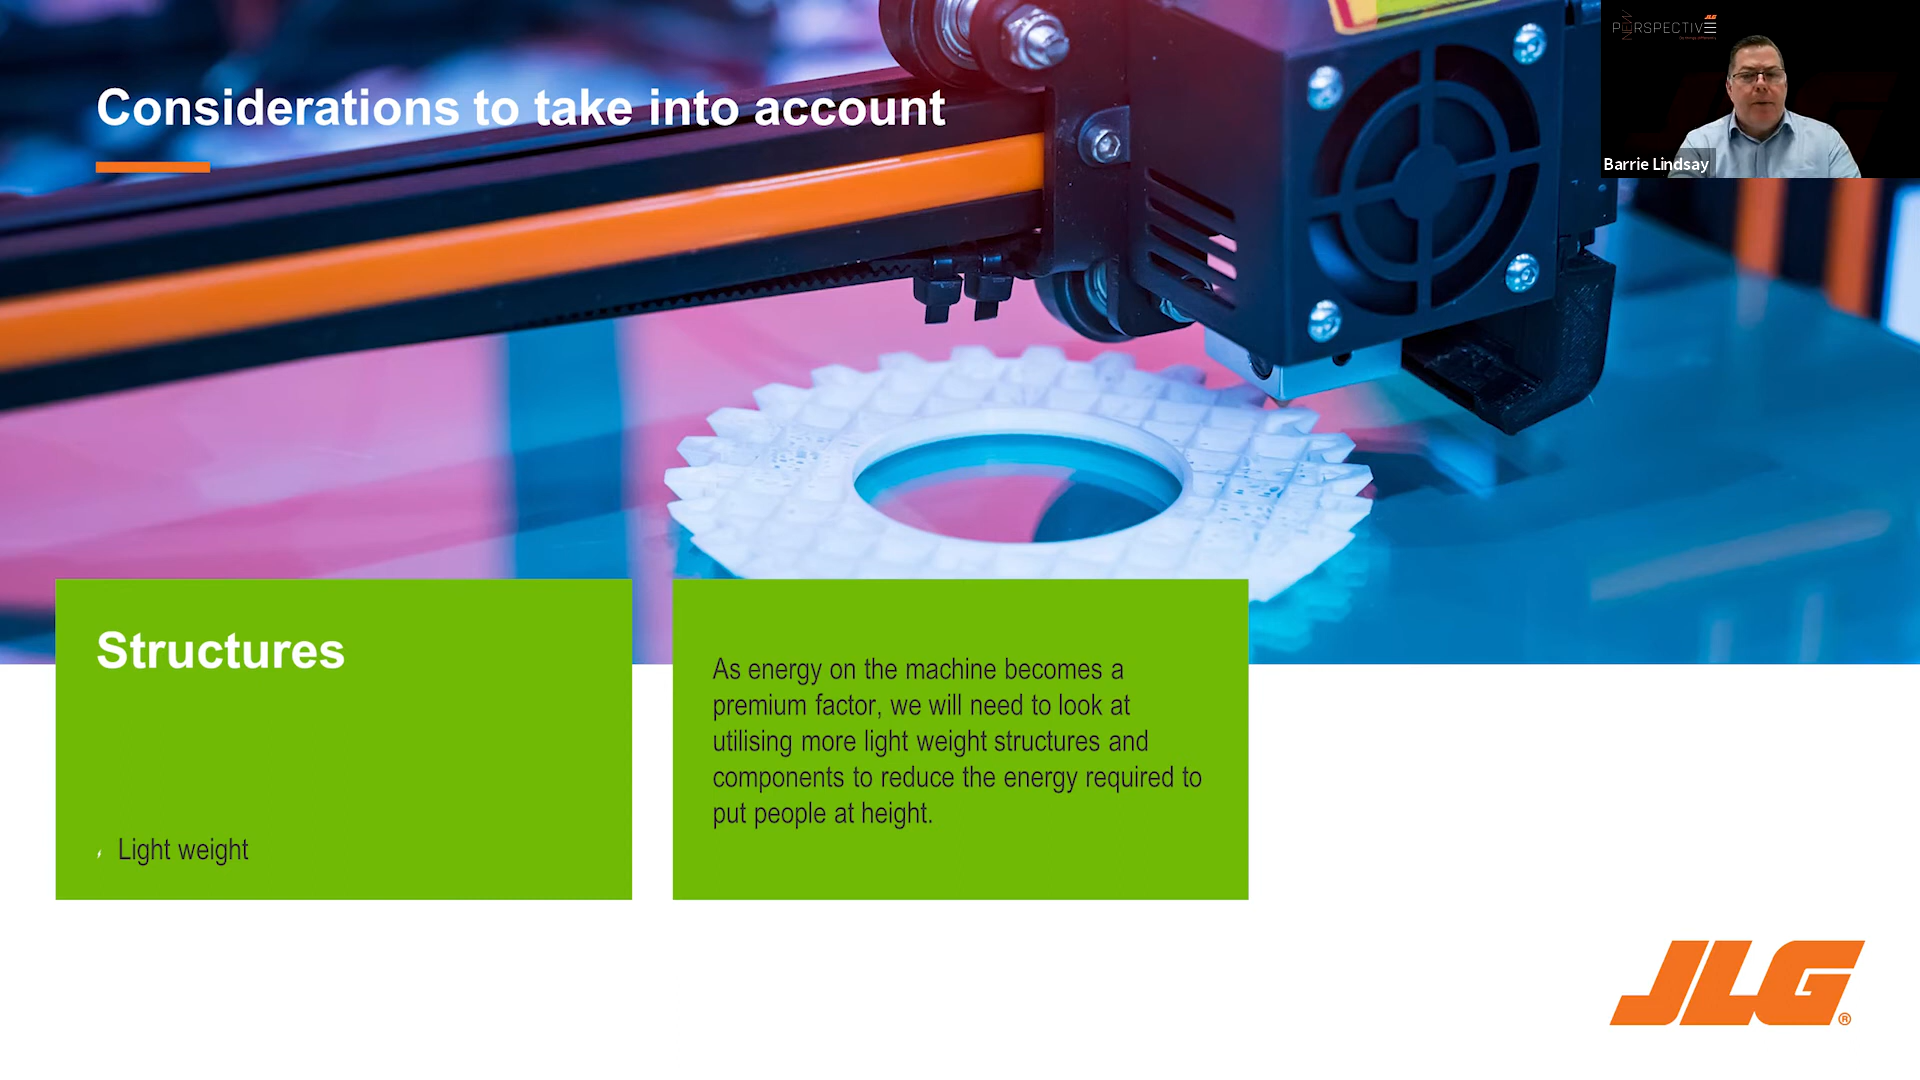 Considerations to take into account
NEW
PERSPECTIVE
JLG
Barrie Lindsay
Structures
Light weight
As energy on the machine becomes a
premium factor, we will need to look at
utilising more light weight structures and
components to reduce the energy required to
put people at height.
JLG®